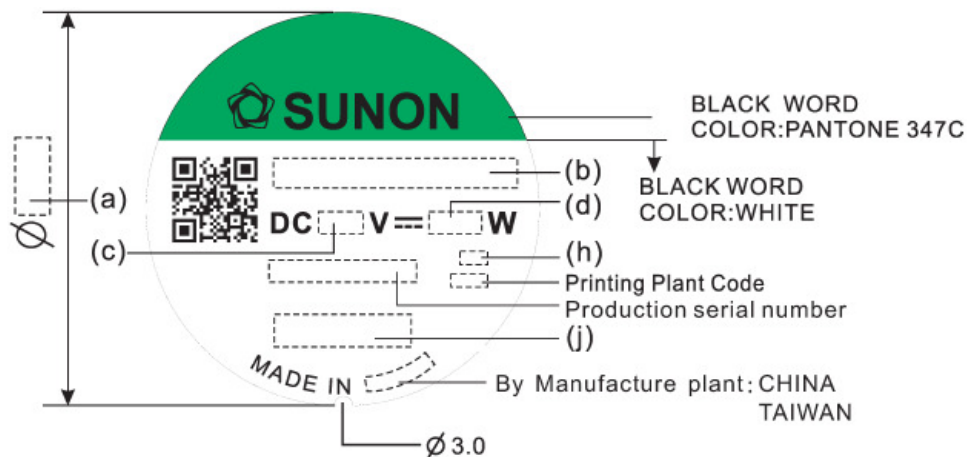 SUNON
BLACK WORD
COLOR:PANTONE 347C
(a)
(b)
BLACK WORD
COLOR:WHITE
DC V W
(d)
(c)
(h)
Printing Plant Code
Production serial number
(j)
MADE IN
By Manufacture plant: CHINA
TAIWAN
Ø
Ø 3.0